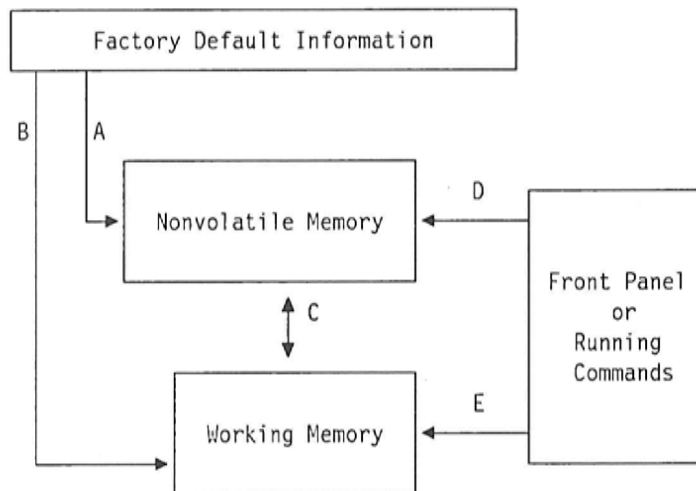 Factory Default Information
B
A
Nonvolatile Memory
D
Front Panel
or
Running
Commands
C
Working Memory
E